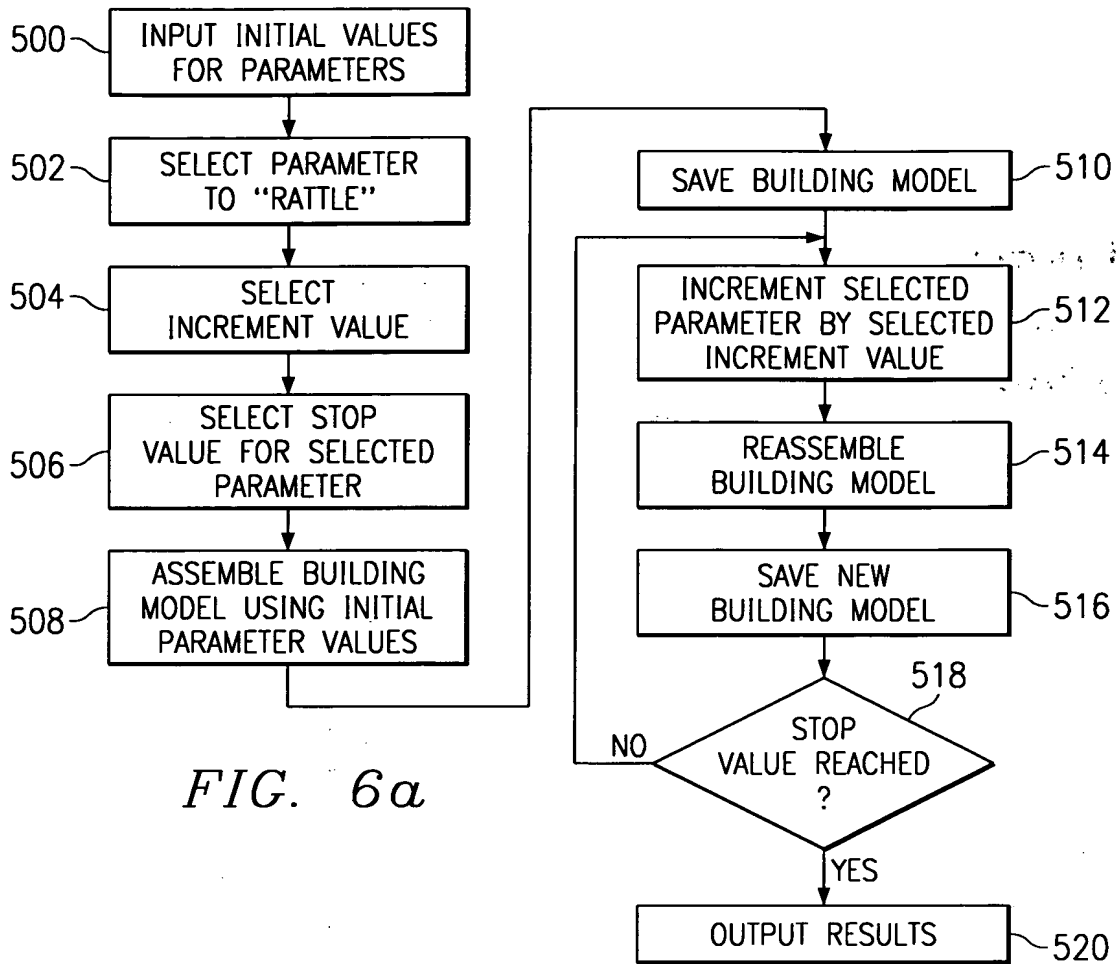 500
INPUT INITIAL VALUES
FOR PARAMETERS
502
SELECT PARAMETER
TO “RATTLE”
504
SELECT
INCREMENT VALUE
506
SELECT STOP
VALUE FOR SELECTED
PARAMETER
508
ASSEMBLE BUILDING
MODEL USING INITIAL
PARAMETER VALUES
SAVE BUILDING MODEL
510
INCREMENT SELECTED
PARAMETER BY SELECTED
INCREMENT VALUE
512
REASSEMBLE
BUILDING MODEL
514
SAVE NEW
BUILDING MODEL
516
518
STOP
VALUE REACHED
?
NO
YES
OUTPUT RESULTS
520
FIG. 6a